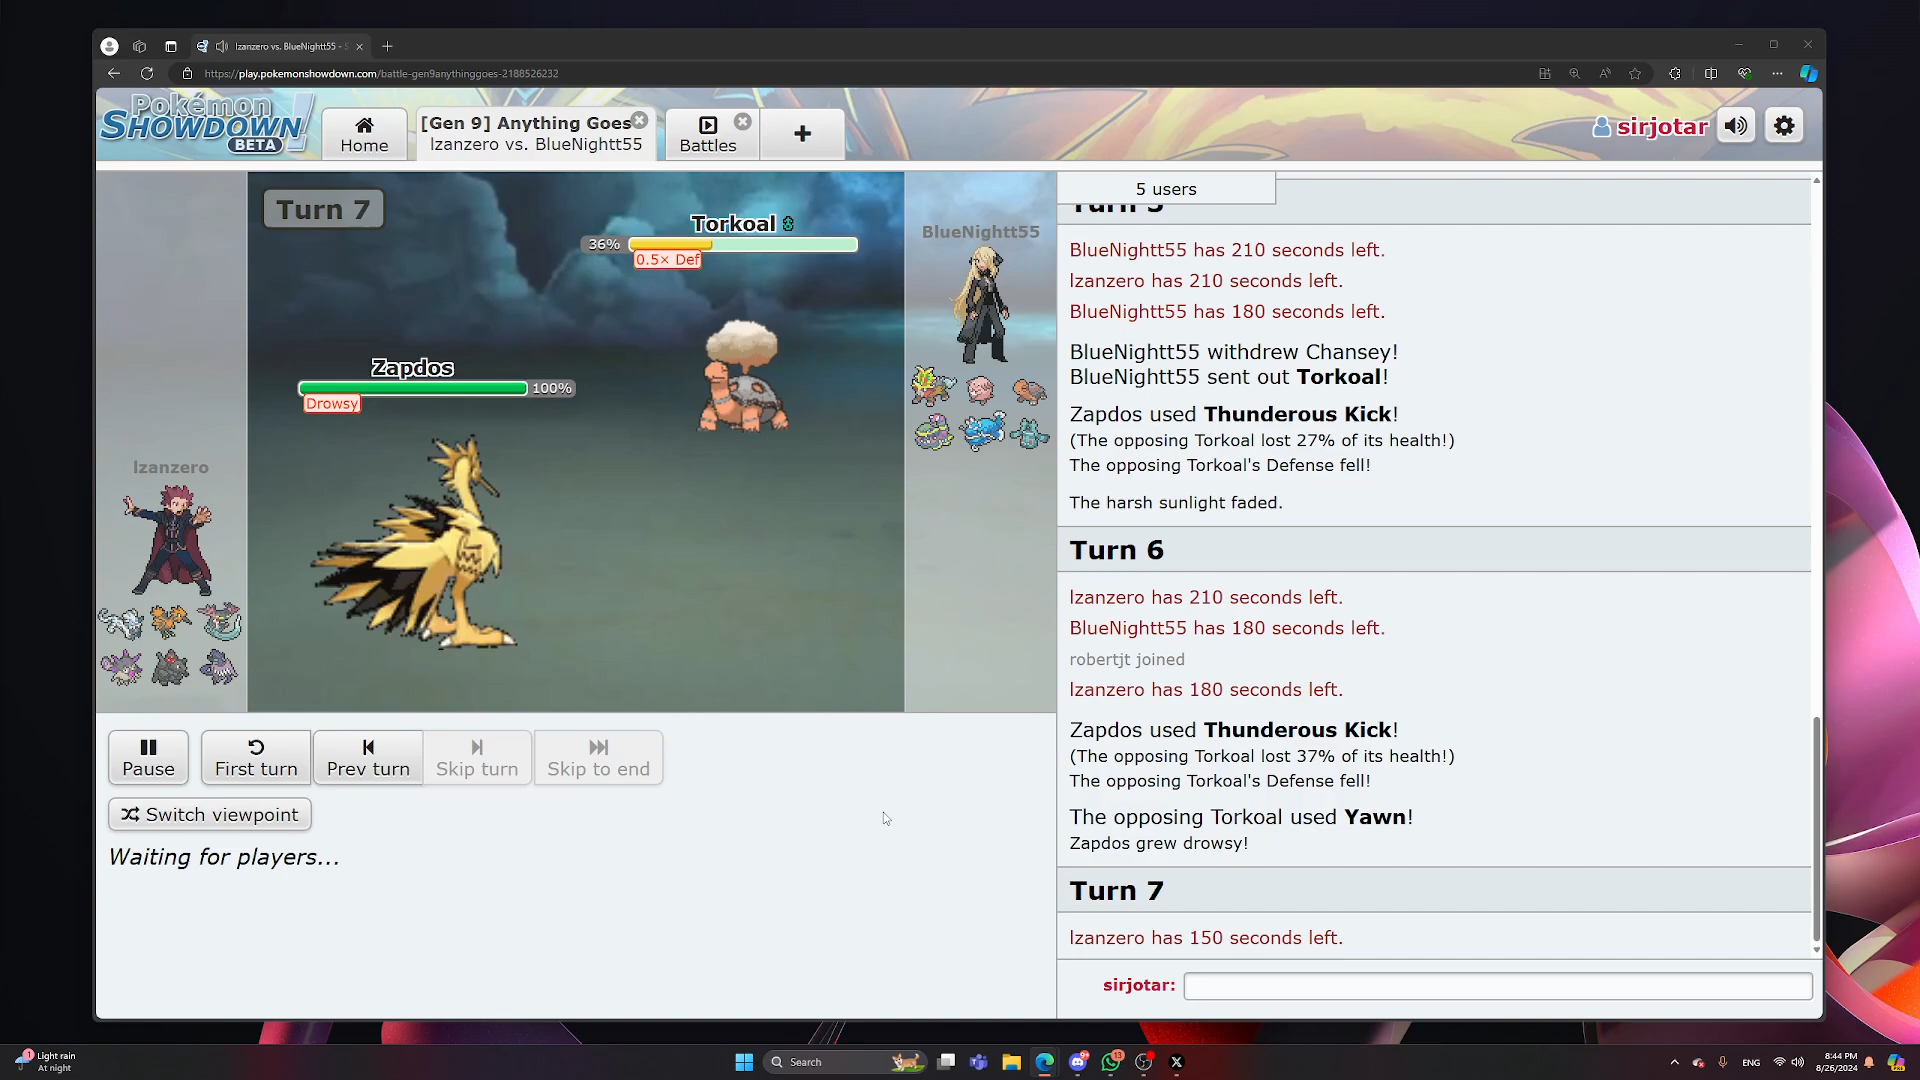 Izanzero vs. BlueNightt55 - S
https://play.pokemonshowdown.com/battle-gen9anythinggoes-2188526232
Pokémon
SHOWDOWN!
BETA
Home
[Gen 9] Anything Goes
Izanzero vs. BlueNightt55
Battles
sirjotar
Turn 7
Torkoal
36%
0.5× Def
Zapdos
100%
Drowsy
Izanzero
BlueNightt55
Pause
First turn
Prev turn
Skip turn
Skip to end
Switch viewpoint
Waiting for players...
5 users
Turn 5
BlueNightt55 has 210 seconds left.
Izanzero has 210 seconds left.
BlueNightt55 has 180 seconds left.
BlueNightt55 withdrew Chansey!
BlueNightt55 sent out Torkoal!
Zapdos used Thunderous Kick!
(The opposing Torkoal lost 27% of its health!)
The opposing Torkoal's Defense fell!
The harsh sunlight faded.
Turn 6
Izanzero has 210 seconds left.
BlueNightt55 has 180 seconds left.
robertjt joined
Izanzero has 180 seconds left.
Zapdos used Thunderous Kick!
(The opposing Torkoal lost 37% of its health!)
The opposing Torkoal's Defense fell!
The opposing Torkoal used Yawn!
Zapdos grew drowsy!
Turn 7
Izanzero has 150 seconds left.
sirjotar:
1
Light rain
At night
Search
9+
13
ENG
8:44 PM
8/26/2024